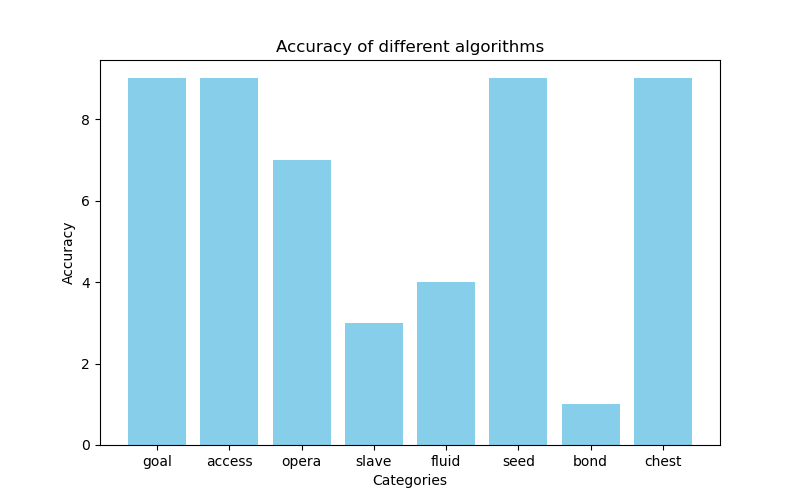 Accuracy of different algorithms
Accuracy
8
6
4
2
0
goal access opera slave fluid seed bond chest
Categories